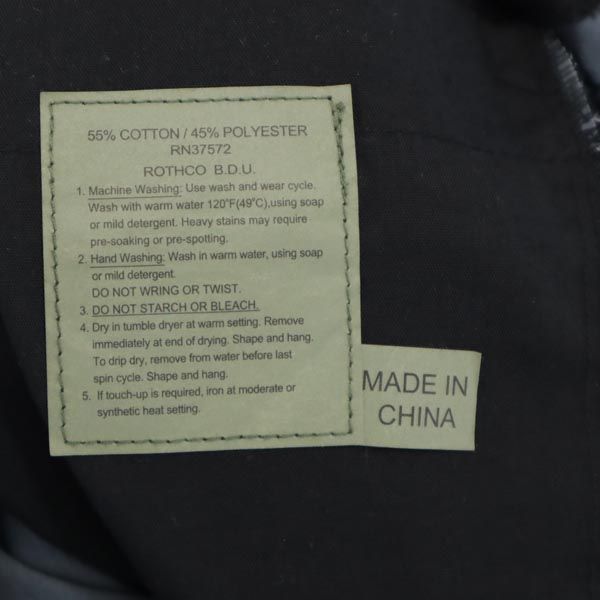 55% COTTON / 45% POLYESTER
RN37572
ROTHCO B.D.U.
1. Machine Washing: Use wash and wear cycle.
Wash with warm water 120°F(49°C),using soap
or mild detergent. Heavy stains may require
pre-soaking or pre-spotting.
2. Hand Washing: Wash in warm water, using soap
or mild detergent.
DO NOT WRING OR TWIST.
3. DO NOT STARCH OR BLEACH.
4. Dry in tumble dryer at warm setting. Remove
immediately at end of drying. Shape and hang.
To drip dry, remove from water before last
spin cycle. Shape and hang.
5. If touch-up is required, iron at moderate or
synthetic heat setting.
MADE IN
CHINA